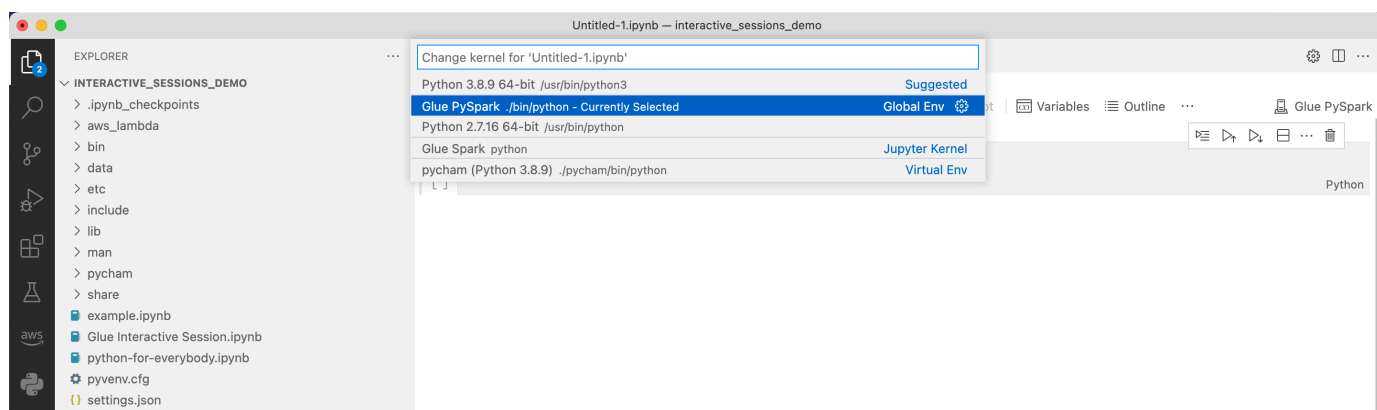 Untitled-1.ipynb — interactive_sessions_demo
EXPLORER ...
Change kernel for 'Untitled-1.ipynb'
INTERACTIVE_SESSIONS_DEMO
Python 3.8.9 64-bit /usr/bin/python3 Suggested
.ipynb_checkpoints
Glue PySpark ./bin/python - Currently Selected Global Env
Variables Outline ... Glue PySpark
aws_lambda
Python 2.7.16 64-bit /usr/bin/python
bin
Glue Spark python Jupyter Kernel
data
pycham (Python 3.8.9) ./pycham/bin/python Virtual Env
etc
[ ] Python
include
lib
man
pycham
share
example.ipynb
aws Glue Interactive Session.ipynb
python-for-everybody.ipynb
pyvenv.cfg
{} settings.json
2